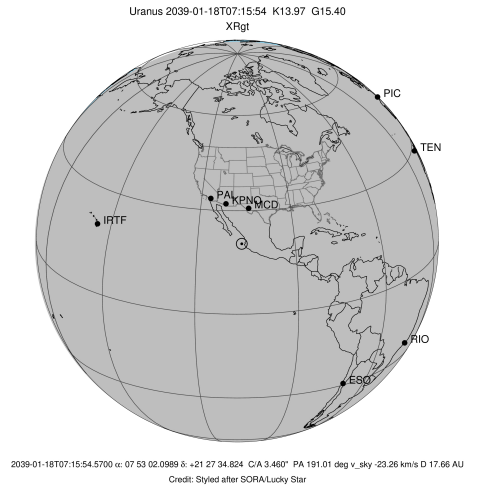 Uranus 2039-01-18T07:15:54 K13.97 G15.40
XRgt
PIC
TEN
PAL
KPNO
MCD
IRTF
RIO
ESO
2039-01-18T07:15:54.5700 α: 07 53 02.0989 δ: +21 27 34.824 C/A 3.460" PA 191.01 deg v_sky -23.26 km/s D 17.66 AU
Credit: Styled after SORA/Lucky Star